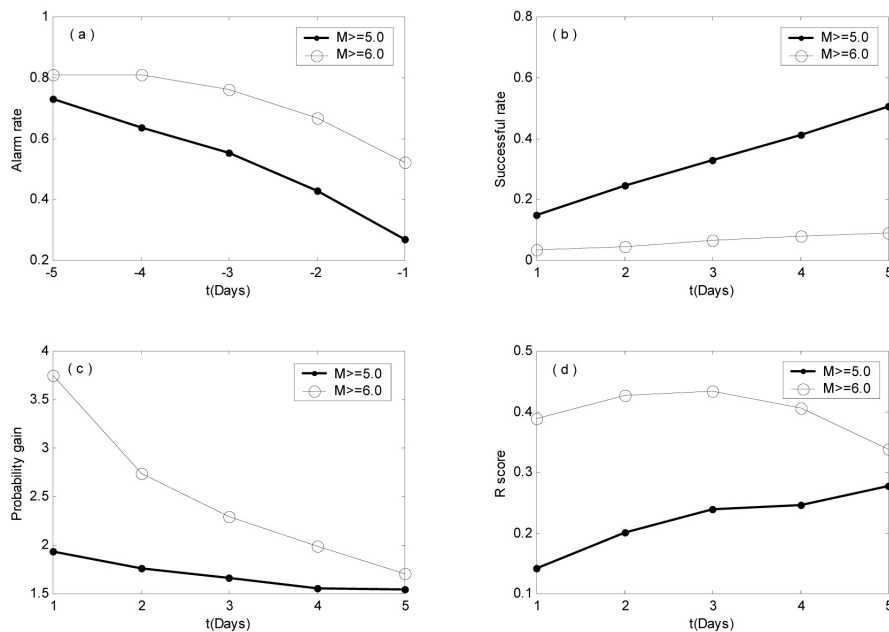 ( a )
M>=5.0
M>=6.0
Alarm rate
1
0.8
0.6
0.4
0.2
-5 -4 -3 -2 -1
t(Days)
( b )
M>=5.0
M>=6.0
Successful rate
0.8
0.6
0.4
0.2
0
1 2 3 4 5
t(Days)
( c )
M>=5.0
M>=6.0
Probability gain
4
3.5
3
2.5
2
1.5
1 2 3 4 5
t(Days)
( d )
M>=5.0
M>=6.0
R score
0.5
0.4
0.3
0.2
0.1
1 2 3 4 5
t(Days)